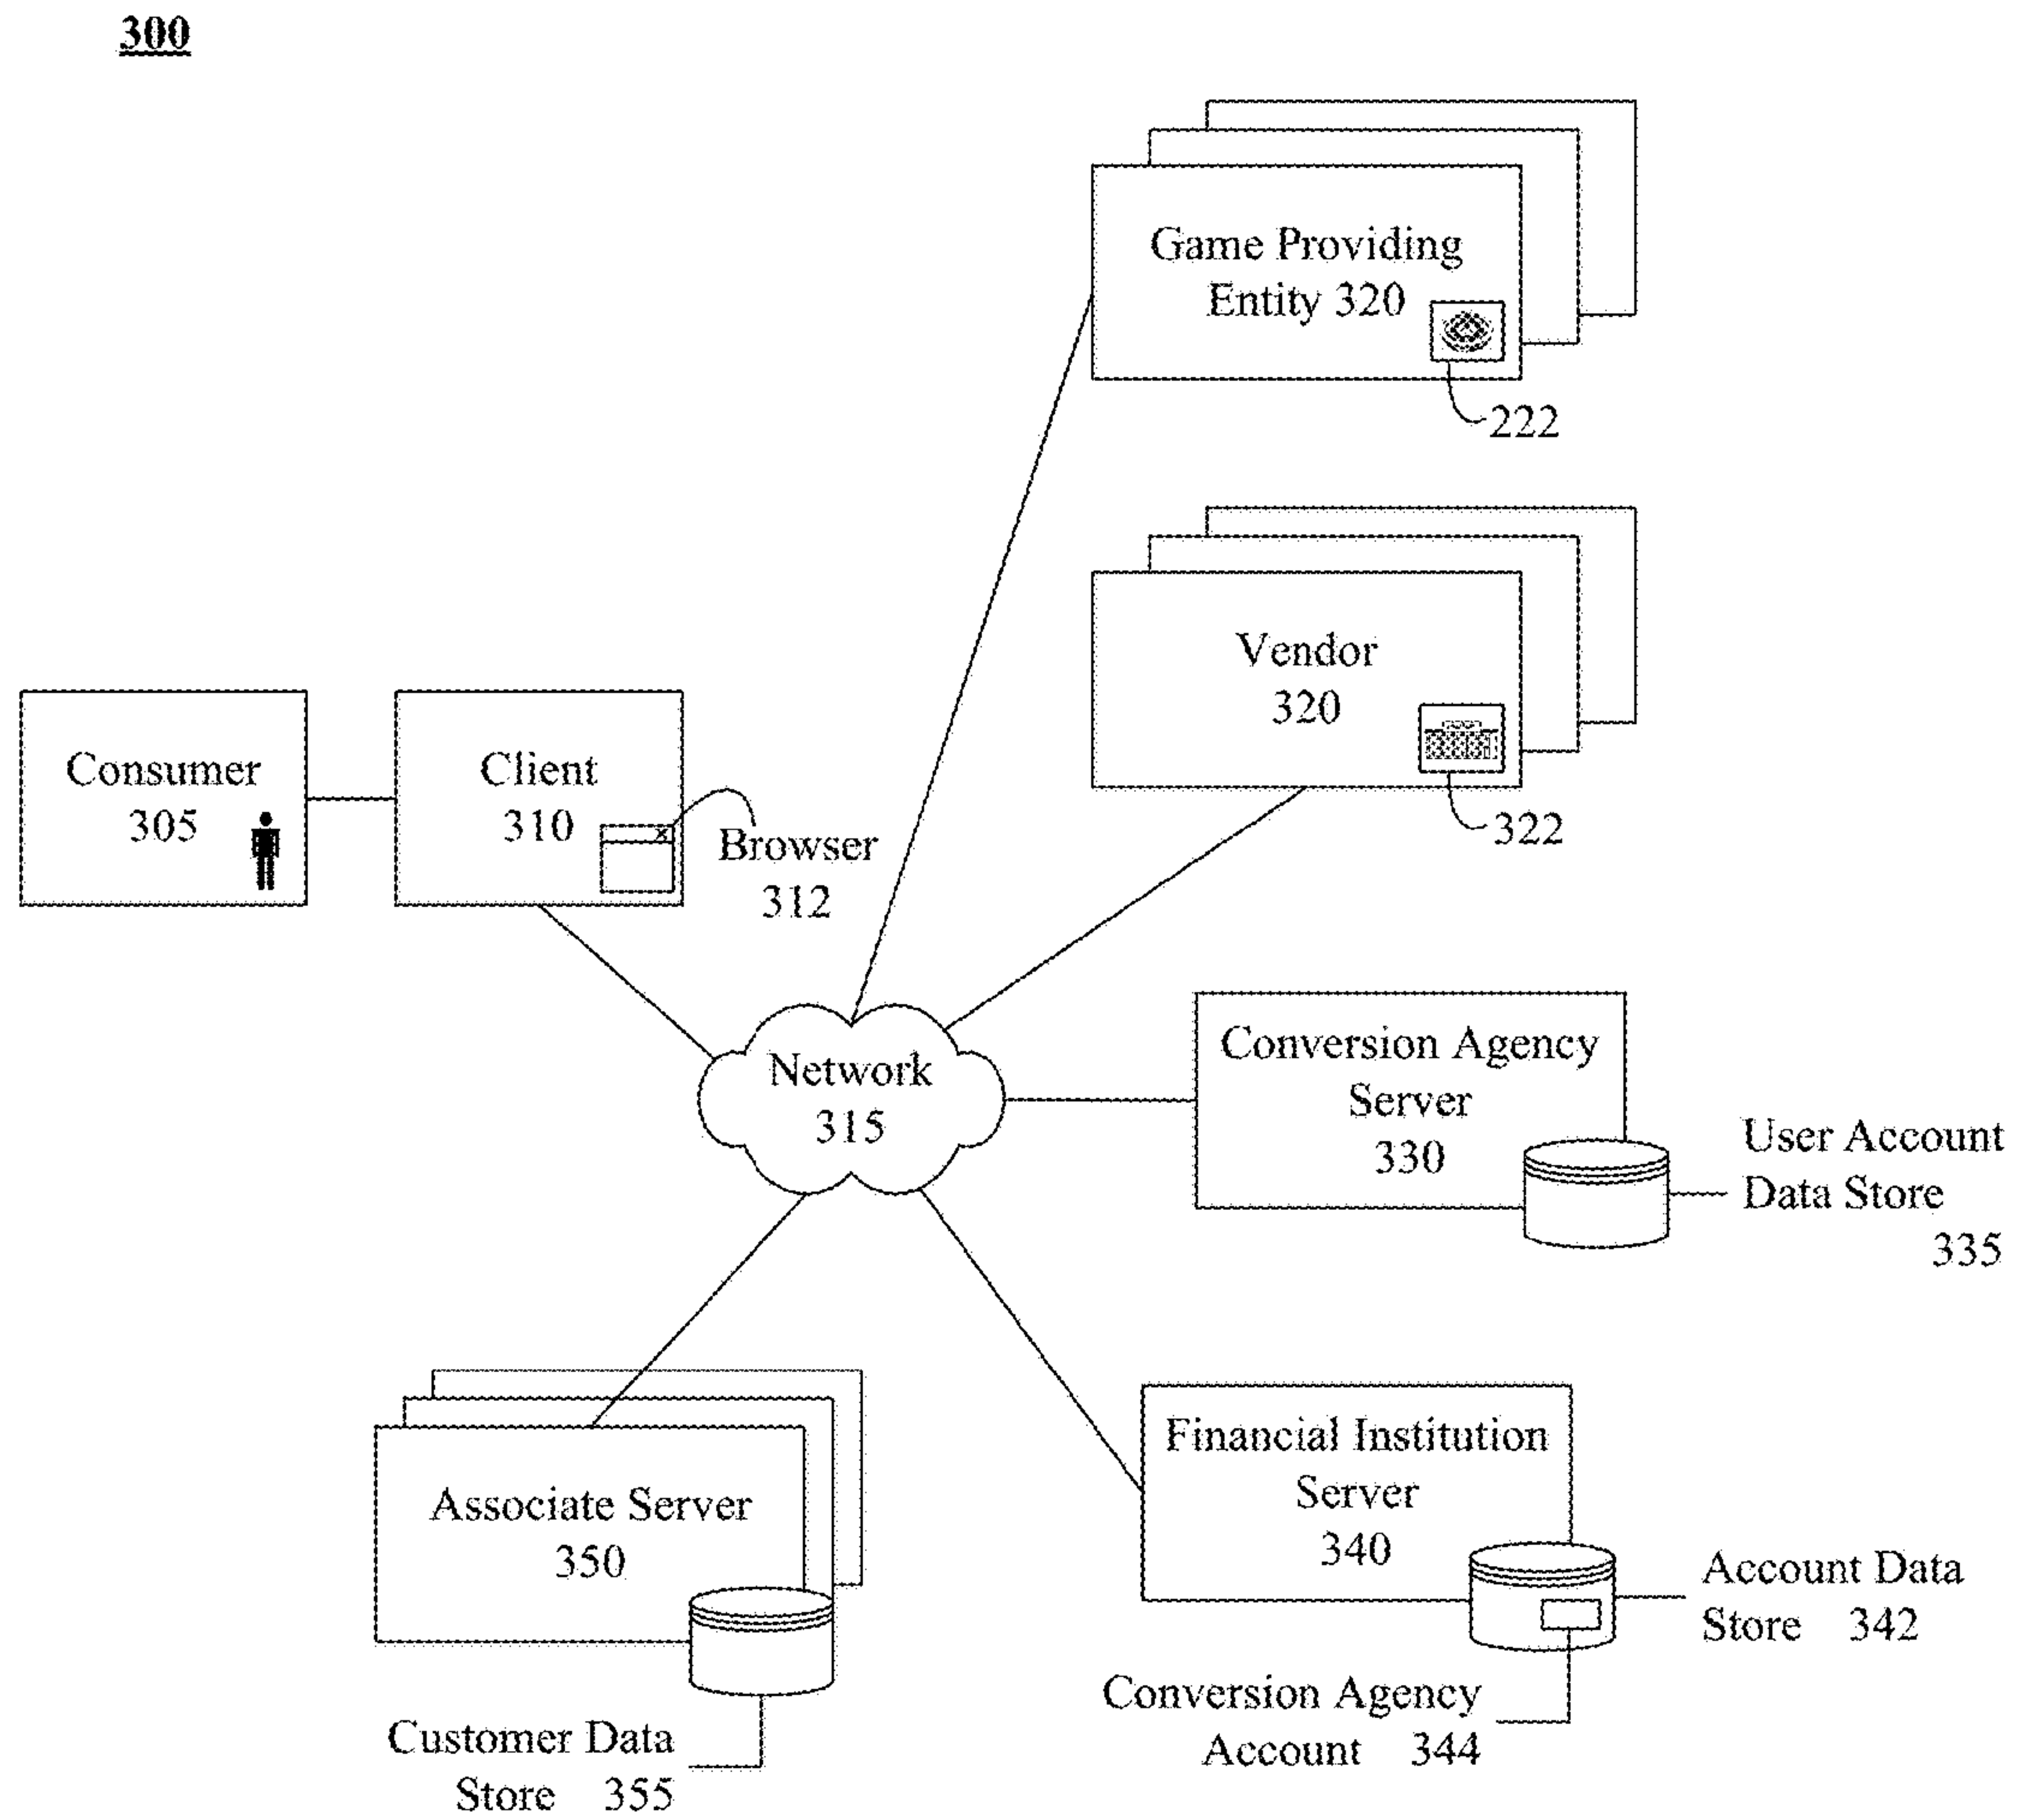 300
Game Providing
Entity 320
222
Vendor
320
322
Consumer
305
Client
310
Browser
312
Network
315
Conversion Agency
Server
330
User Account
Data Store
335
Associate Server
350
Customer Data
Store 355
Financial Institution
Server
340
Account Data
Store 342
Conversion Agency
Account 344